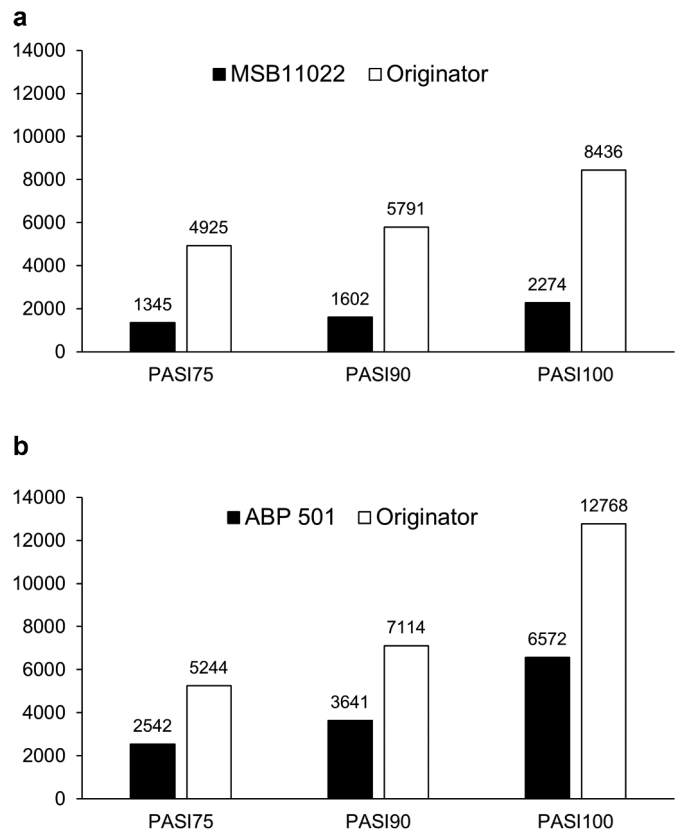 a
14000
12000
10000
8000
6000
4000
2000
0
MSB11022 Originator
1345 4925 1602 5791 2274 8436
PASI75 PASI90 PASI100
b
14000
12000
10000
8000
6000
4000
2000
0
ABP 501 Originator
2542 5244 3641 7114 6572 12768
PASI75 PASI90 PASI100